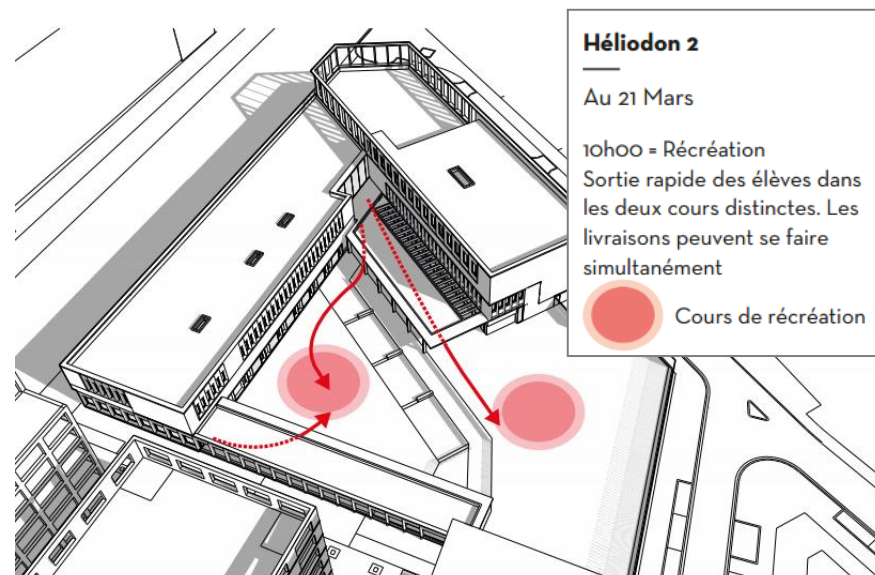 Héliodon 2
Au 21 Mars
10h00 = Récréation
Sortie rapide des élèves dans
les deux cours distinctes. Les
livraisons peuvent se faire
simultanément
Cours de récréation